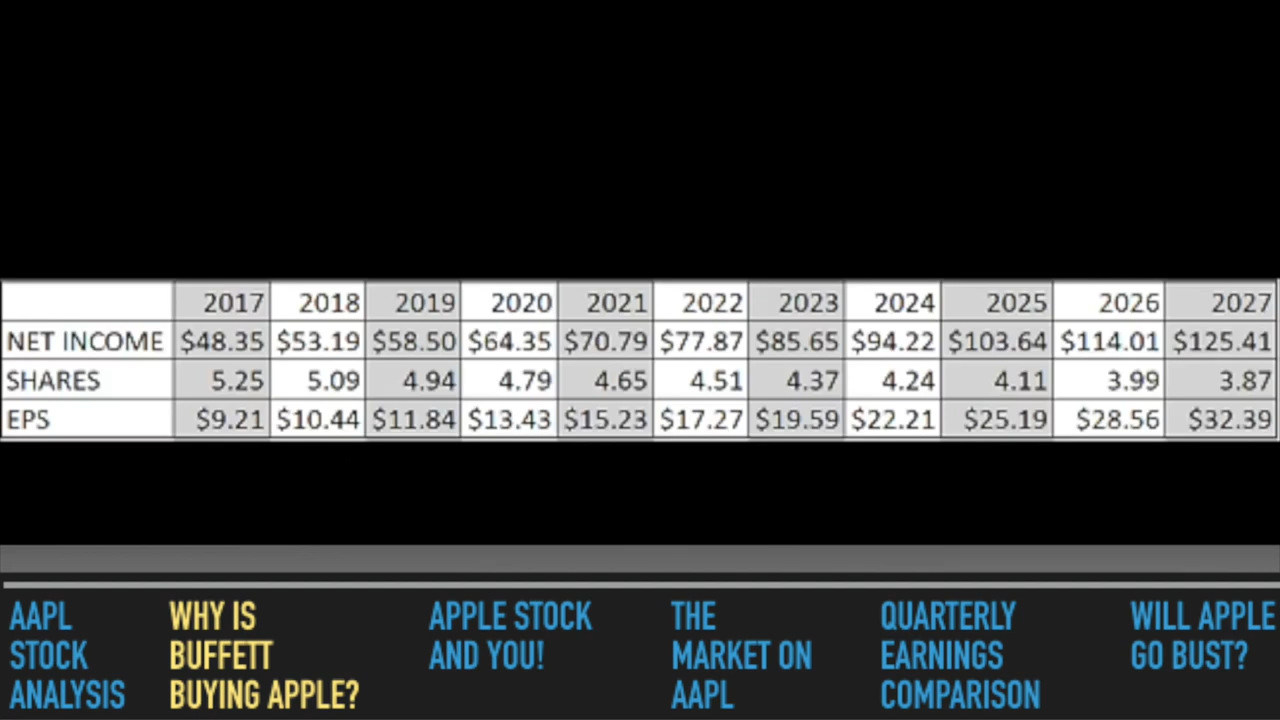 2017 2018 2019 2020 2021 2022 2023 2024 2025 2026 2027
NET INCOME $48.35 $53.19 $58.50 $64.35 $70.79 $77.87 $85.65 $94.22 $103.64 $114.01 $125.41
SHARES 5.25 5.09 4.94 4.79 4.65 4.51 4.37 4.24 4.11 3.99 3.87
EPS $9.21 $10.44 $11.84 $13.43 $15.23 $17.27 $19.59 $22.21 $25.19 $28.56 $32.39
AAPL
STOCK
ANALYSIS
WHY IS
BUFFETT
BUYING APPLE?
APPLE STOCK
AND YOU!
THE
MARKET ON
AAPL
QUARTERLY
EARNINGS
COMPARISON
WILL APPLE
GO BUST?